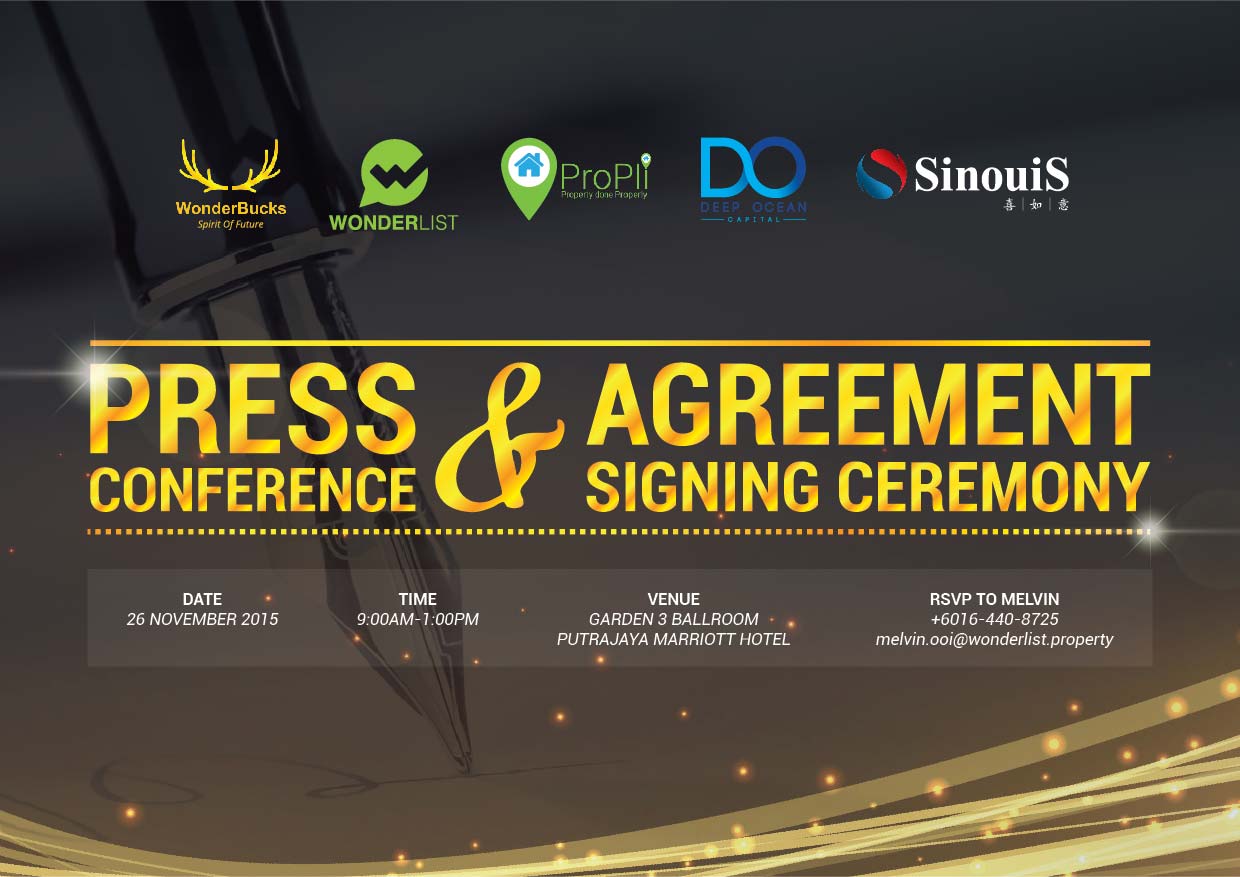 WonderBucks
Spirit Of Future
WONDERLIST
ProPli
Property done Properly
DO
DEEP OCEAN
CAPITAL
SinouiS
喜 | 如 | 意
PRESS
CONFERENCE
&
AGREEMENT
SIGNING CEREMONY
DATE
26 NOVEMBER 2015
TIME
9:00AM-1:00PM
VENUE
GARDEN 3 BALLROOM
PUTRAJAYA MARRIOTT HOTEL
RSVP TO MELVIN
+6016-440-8725
melvin.ooi@wonderlist.property